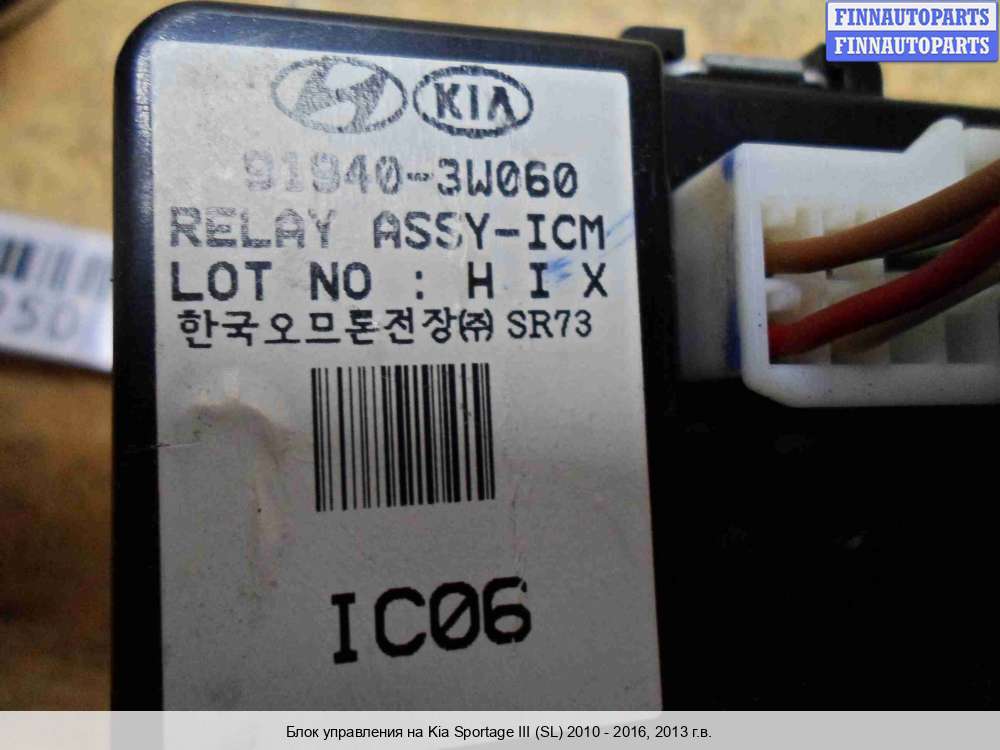 FINNAUTOPARTS
FINNAUTOPARTS
KIA
91940-3W060
RELAY ASSY-ICM
LOT NO : H I X
한국오므론전장㈜ SR73
IC06
Блок управления на Kia Sportage III (SL) 2010 - 2016, 2013 г.в.